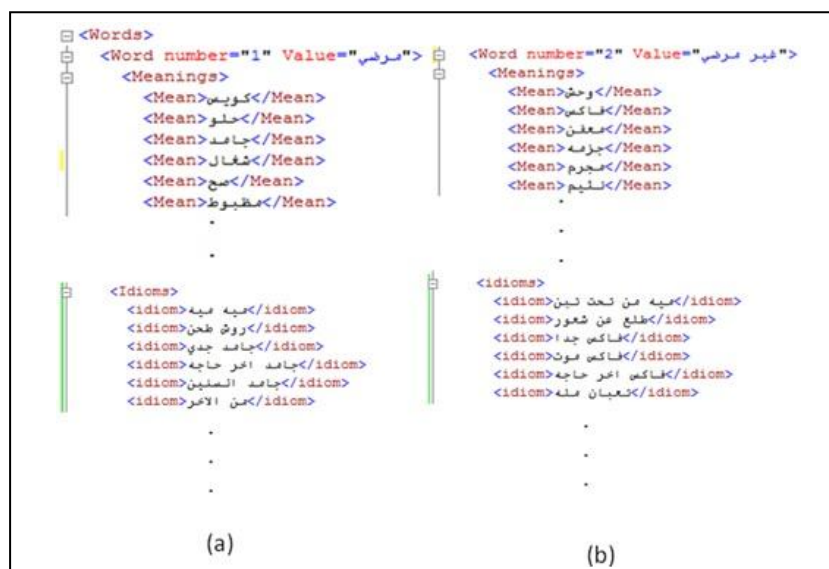 <Words>
<Word number="1" Value="مرضي">
<Meanings>
<Mean>كويس</Mean>
<Mean>حلو</Mean>
<Mean>جامد</Mean>
<Mean>شغال</Mean>
<Mean>صح</Mean>
<Mean>مظبوط</Mean>
.
.
<Idioms>
<idiom>ميه ميه</idiom>
<idiom>روش طحن</idiom>
<idiom>جامد جدي</idiom>
<idiom>جامد اخر حاجه</idiom>
<idiom>جامد السنين</idiom>
<idiom>من الاخر</idiom>
.
.
.
(a)
<Word number="2" Value="غير مرضي">
<Meanings>
<Mean>وحش</Mean>
<Mean>فاكس</Mean>
<Mean>معفن</Mean>
<Mean>جزمه</Mean>
<Mean>مجرم</Mean>
<Mean>لئيم</Mean>
.
.
.
<idioms>
<idiom>ميه من تحت تبن</idiom>
<idiom>طلع عن شعور</idiom>
<idiom>فاكس جدا</idiom>
<idiom>فاكس موت</idiom>
<idiom>فاكس اخر حاجه</idiom>
<idiom>تعبان مله</idiom>
.
.
.
(b)